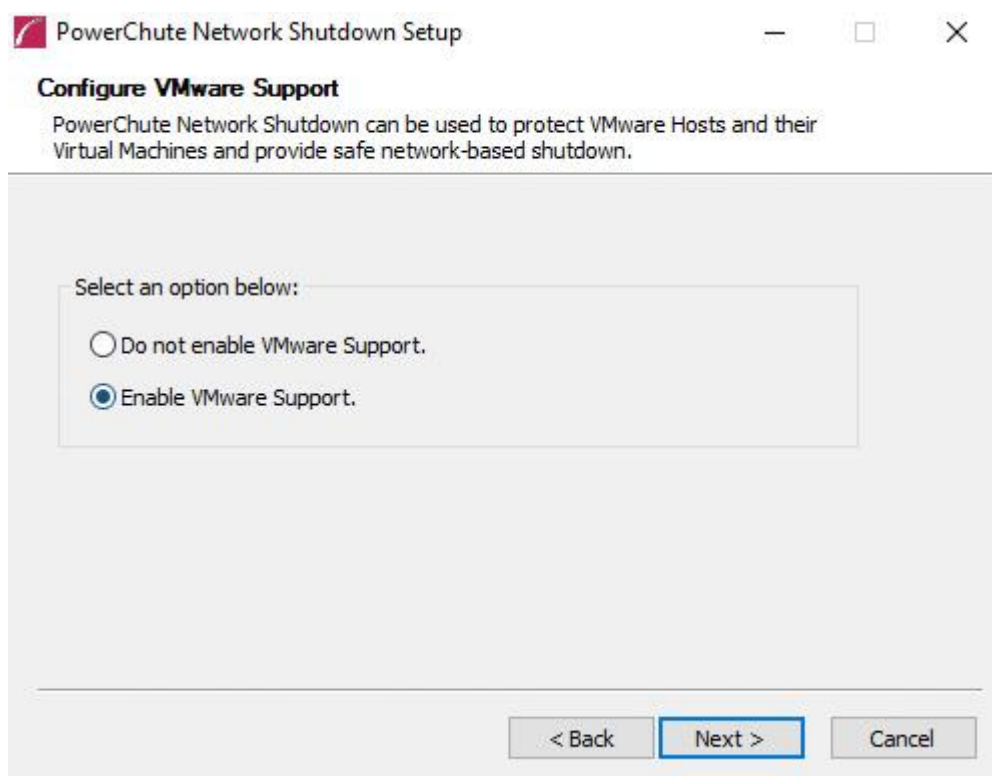 PowerChute Network Shutdown Setup
Configure VMware Support
PowerChute Network Shutdown can be used to protect VMware Hosts and their
Virtual Machines and provide safe network-based shutdown.
Select an option below:
Do not enable VMware Support.
Enable VMware Support.
< Back Next > Cancel